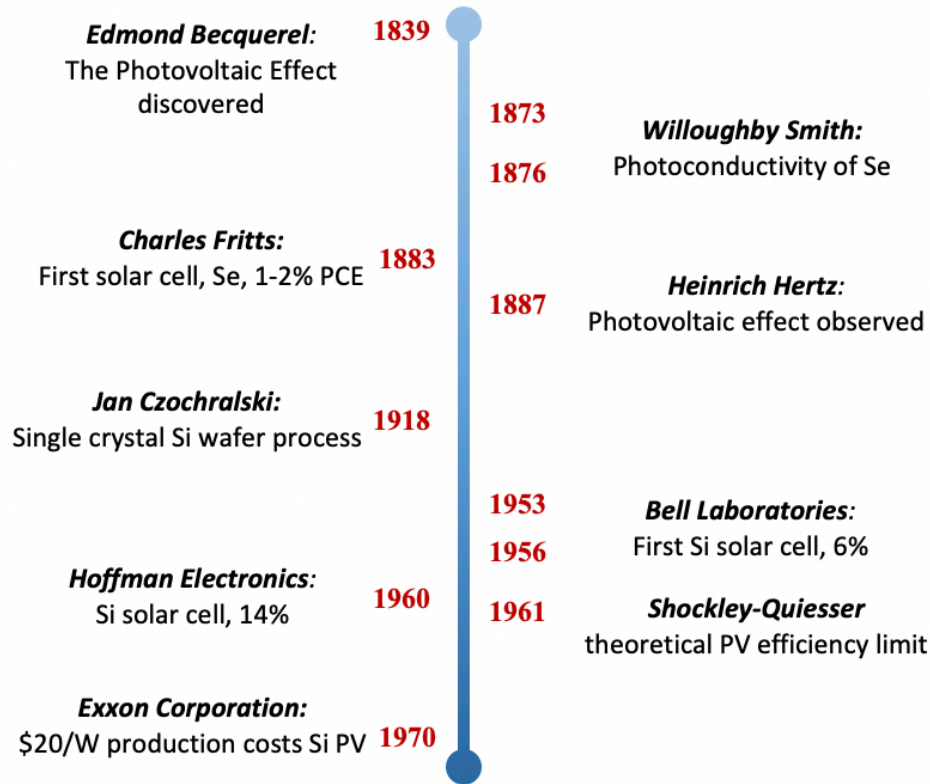 Edmond Becquerel:
The Photovoltaic Effect
discovered
1839
1873
1876
Willoughby Smith:
Photoconductivity of Se
Charles Fritts:
First solar cell, Se, 1-2% PCE
1883
1887
Heinrich Hertz:
Photovoltaic effect observed
Jan Czochralski:
Single crystal Si wafer process
1918
1953
1956
Bell Laboratories:
First Si solar cell, 6%
Hoffman Electronics:
Si solar cell, 14%
1960
1961
Shockley-Quiesser
theoretical PV efficiency limit
Exxon Corporation:
$20/W production costs Si PV
1970